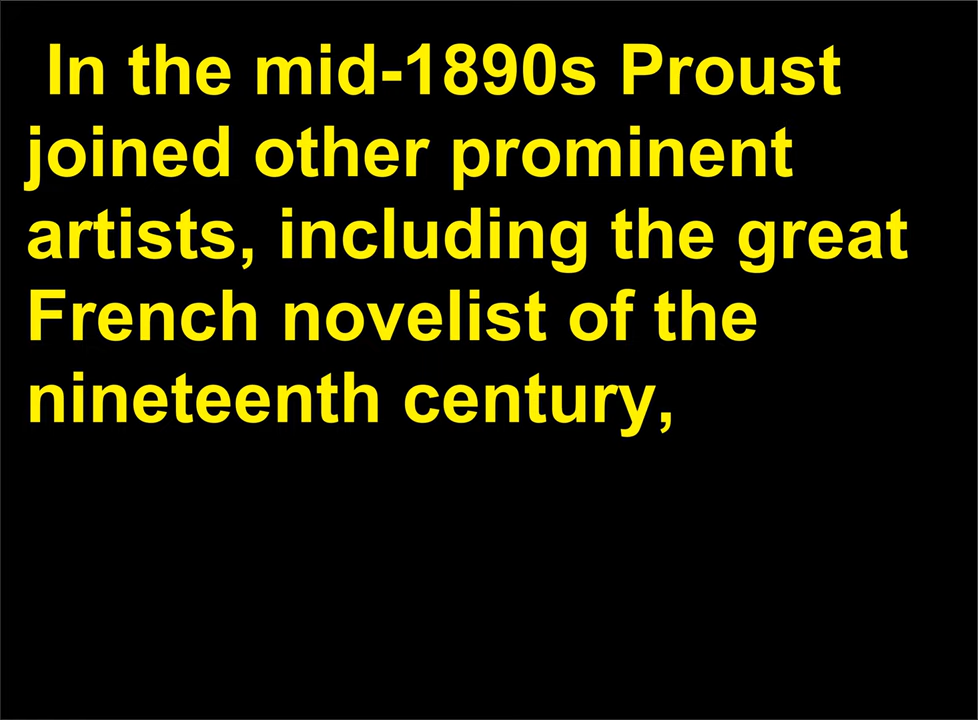 In the mid-1890s Proust
joined other prominent
artists, including the great
French novelist of the
nineteenth century,